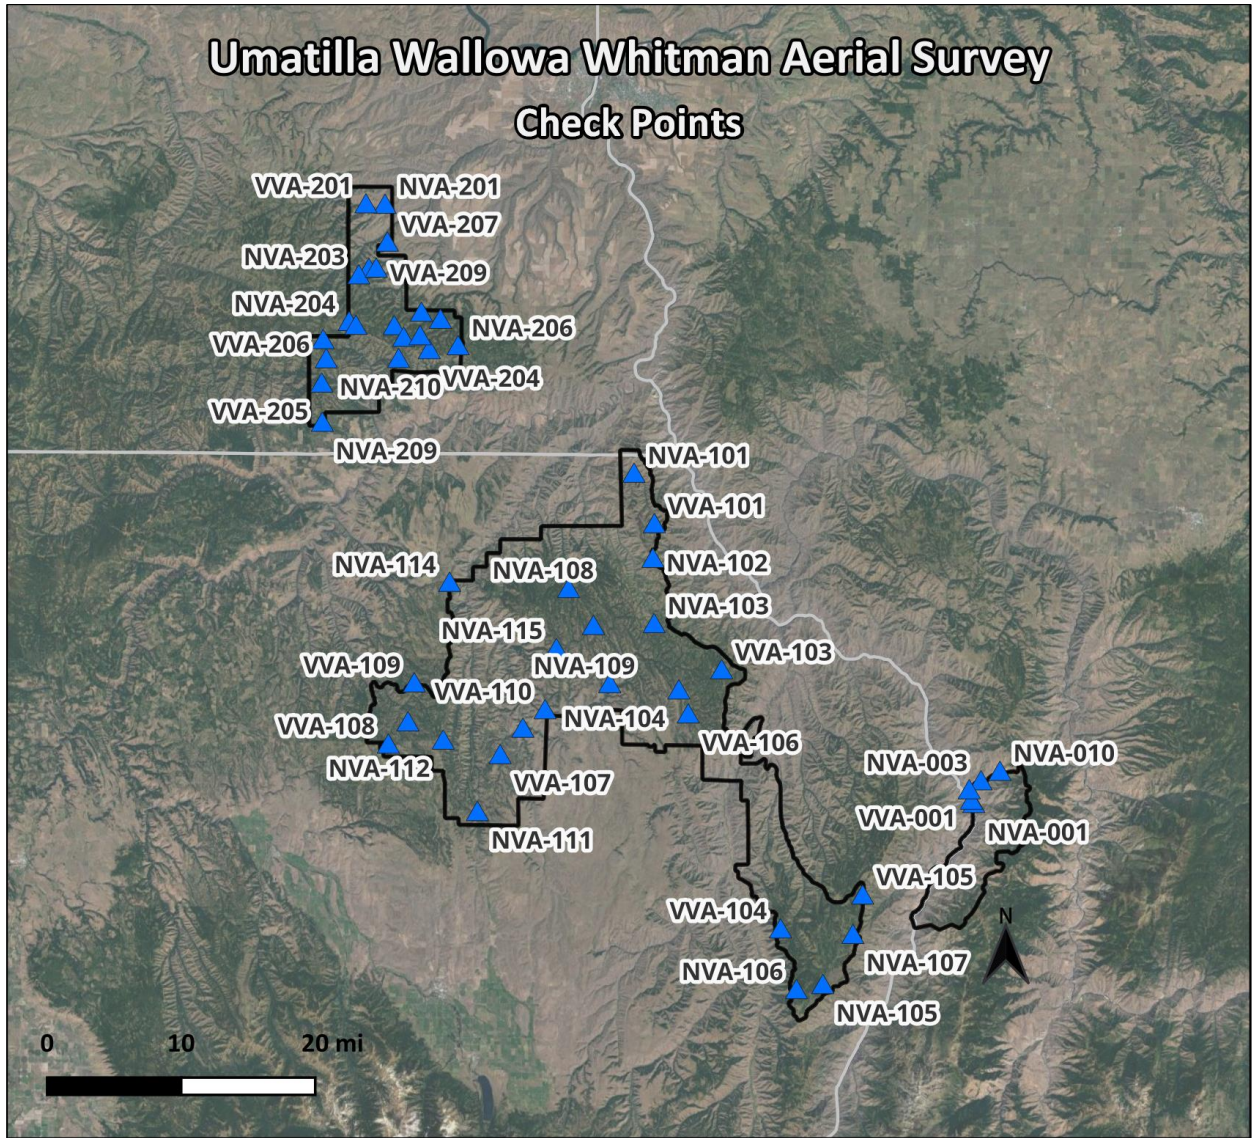 Umatilla Wallowa Whitman Aerial Survey
Check Points
VVA-201
NVA-201
VVA-207
NVA-203
VVA-209
NVA-204
NVA-206
VVA-206
VVA-204
NVA-210
VVA-205
NVA-209
NVA-101
VVA-101
NVA-102
NVA-114
NVA-108
NVA-103
NVA-115
VVA-103
VVA-109
NVA-109
VVA-110
NVA-104
VVA-108
VVA-106
NVA-112
VVA-107
NVA-003
NVA-010
VVA-001
NVA-001
NVA-111
VVA-105
VVA-104
NVA-106
NVA-107
NVA-105
N
0 10 20 mi